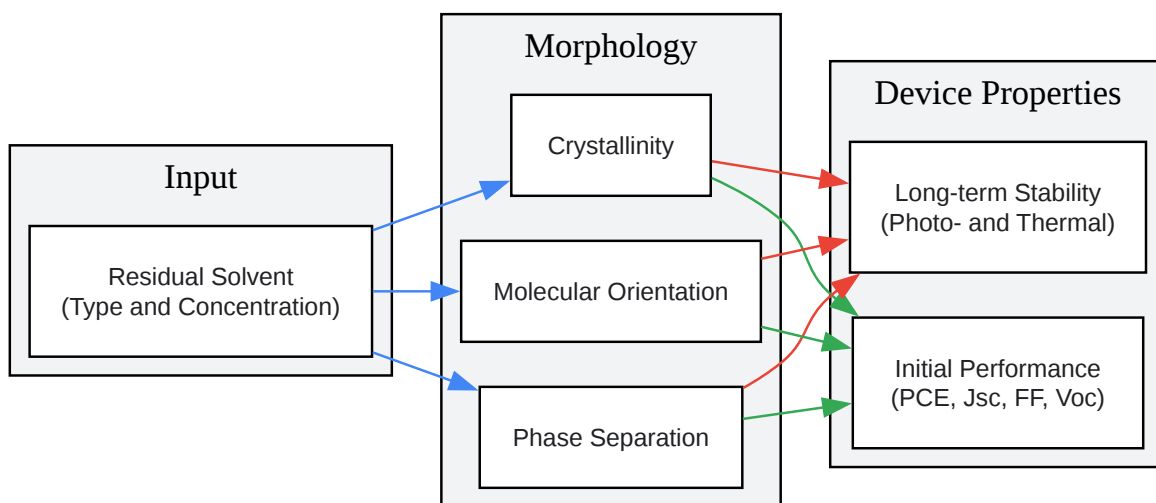 Input
Residual Solvent
(Type and Concentration)
Morphology
Crystallinity
Molecular Orientation
Phase Separation
Device Properties
Long-term Stability
(Photo- and Thermal)
Initial Performance
(PCE, Jsc, FF, Voc)